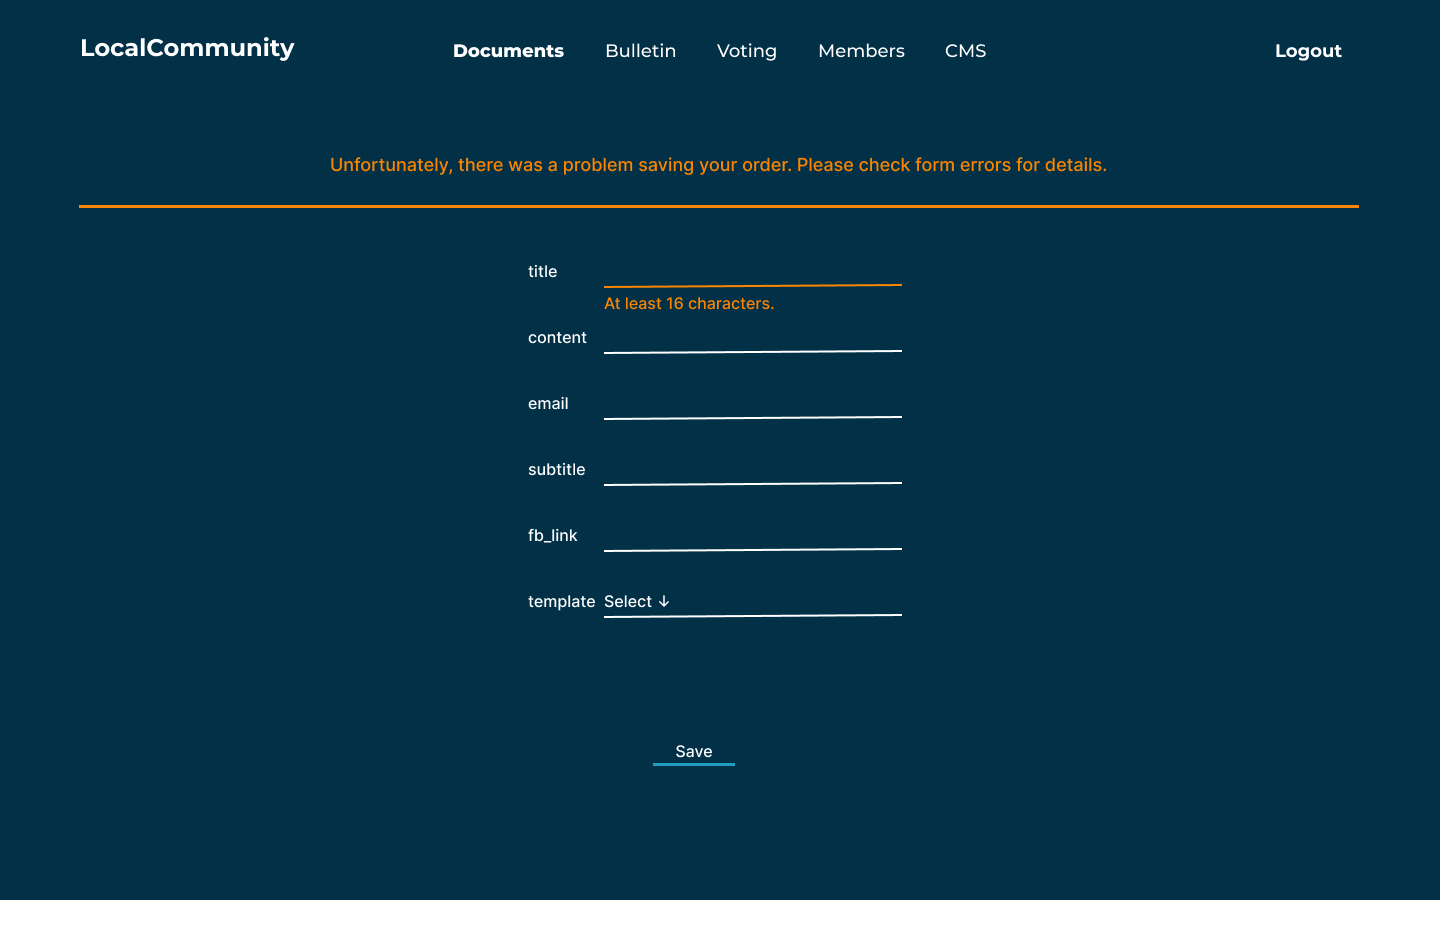 LocalCommunity
Documents Bulletin Voting Members CMS
Logout
Unfortunately, there was a problem saving your order. Please check form errors for details.
title
At least 16 characters.
content
email
subtitle
fb_link
template Select ↓
Save